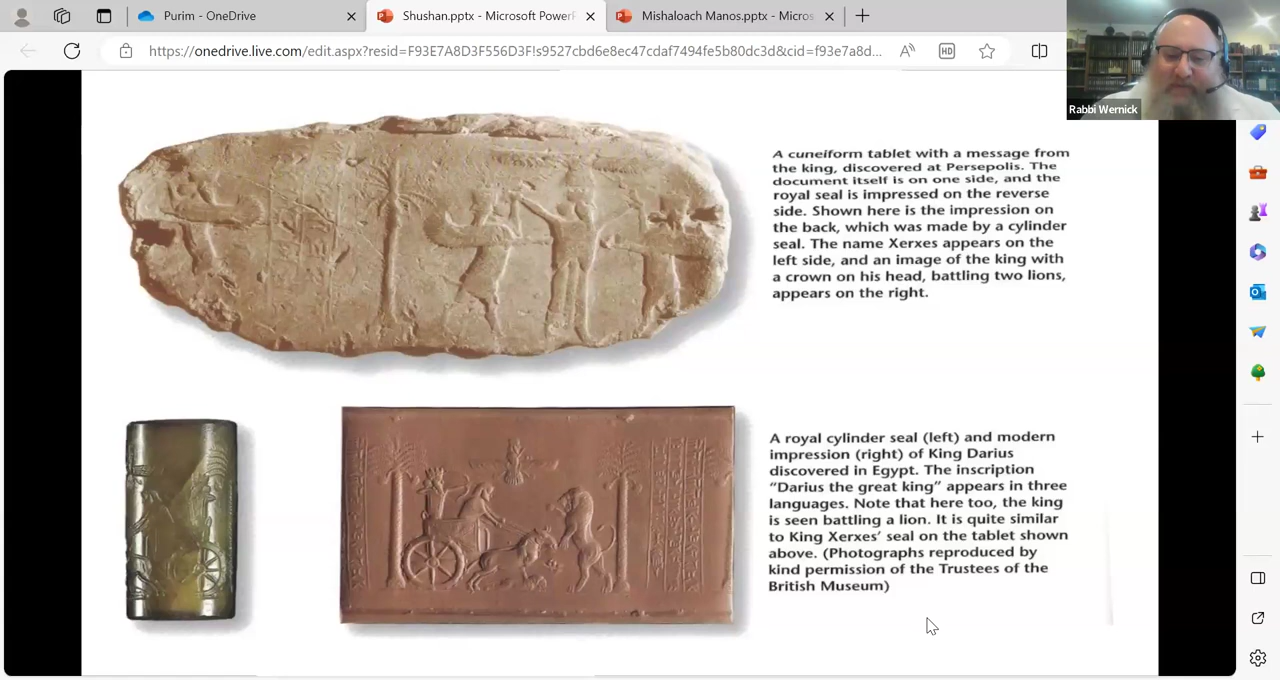 Purim - OneDrive
Shushan.pptx - Microsoft PowerP
Mishaloach Manos.pptx - Micros
https://onedrive.live.com/edit.aspx?resid=F93E7A8D3F556D3F!s9527cbd6e8ec47cdaf7494fe5b80dc3d&cid=f93e7a8d...
HD
Rabbi Wernick
A cuneiform tablet with a message from
the king, discovered at Persepolis. The
document itself is on one side, and the
royal seal is impressed on the reverse
side. Shown here is the impression on
the back, which was made by a cylinder
seal. The name Xerxes appears on the
left side, and an image of the king with
a crown on his head, battling two lions,
appears on the right.
A royal cylinder seal (left) and modern
impression (right) of King Darius
discovered in Egypt. The inscription
“Darius the great king” appears in three
languages. Note that here too, the king
is seen battling a lion. It is quite similar
to King Xerxes’ seal on the tablet shown
above. (Photographs reproduced by
kind permission of the Trustees of the
British Museum)